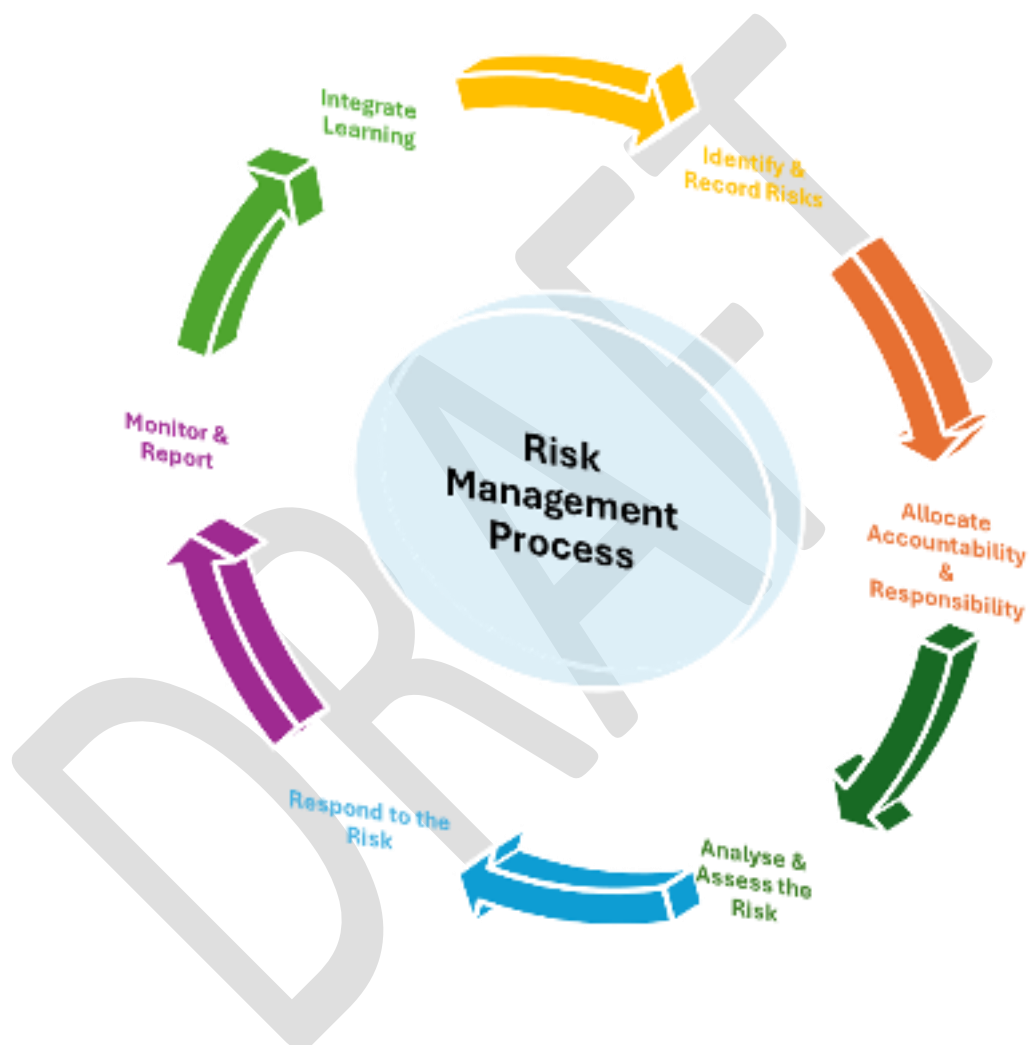 Integrate
Learning
Identify &
Record Risks
Allocate
Accountability
&
Responsibility
Analyse &
Assess the
Risk
Respond to the
Risk
Monitor &
Report
Risk
Management
Process
DRAFT